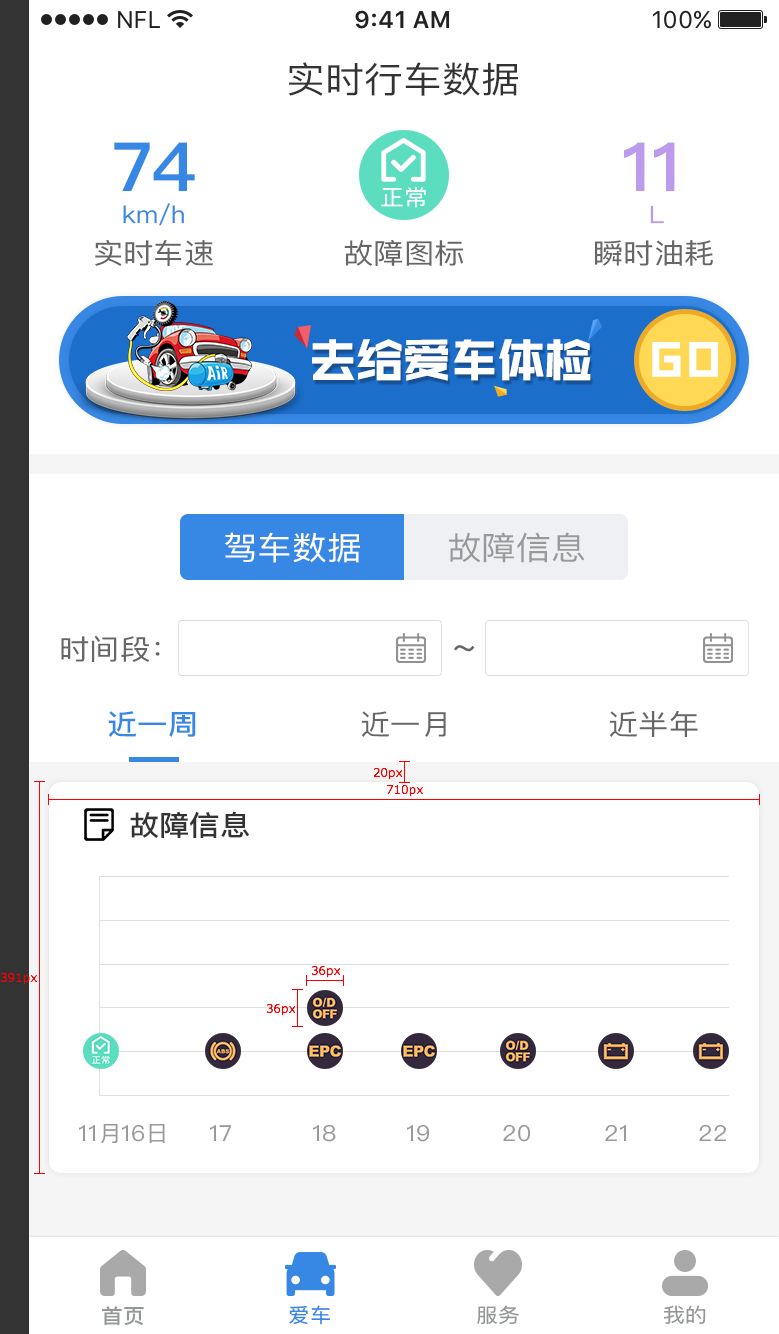 NFL 9:41 AM 100%
实时行车数据
74 正常 11
km/h L
实时车速 故障图标 瞬时油耗
AiR 去给爱车体检 GO
驾车数据 故障信息
时间段： ~
近一周 近一月 近半年
20px
710px
故障信息
391px
36px
36px O/D OFF
正常 ABS EPC EPC O/D OFF
11月16日 17 18 19 20 21 22
首页 爱车 服务 我的